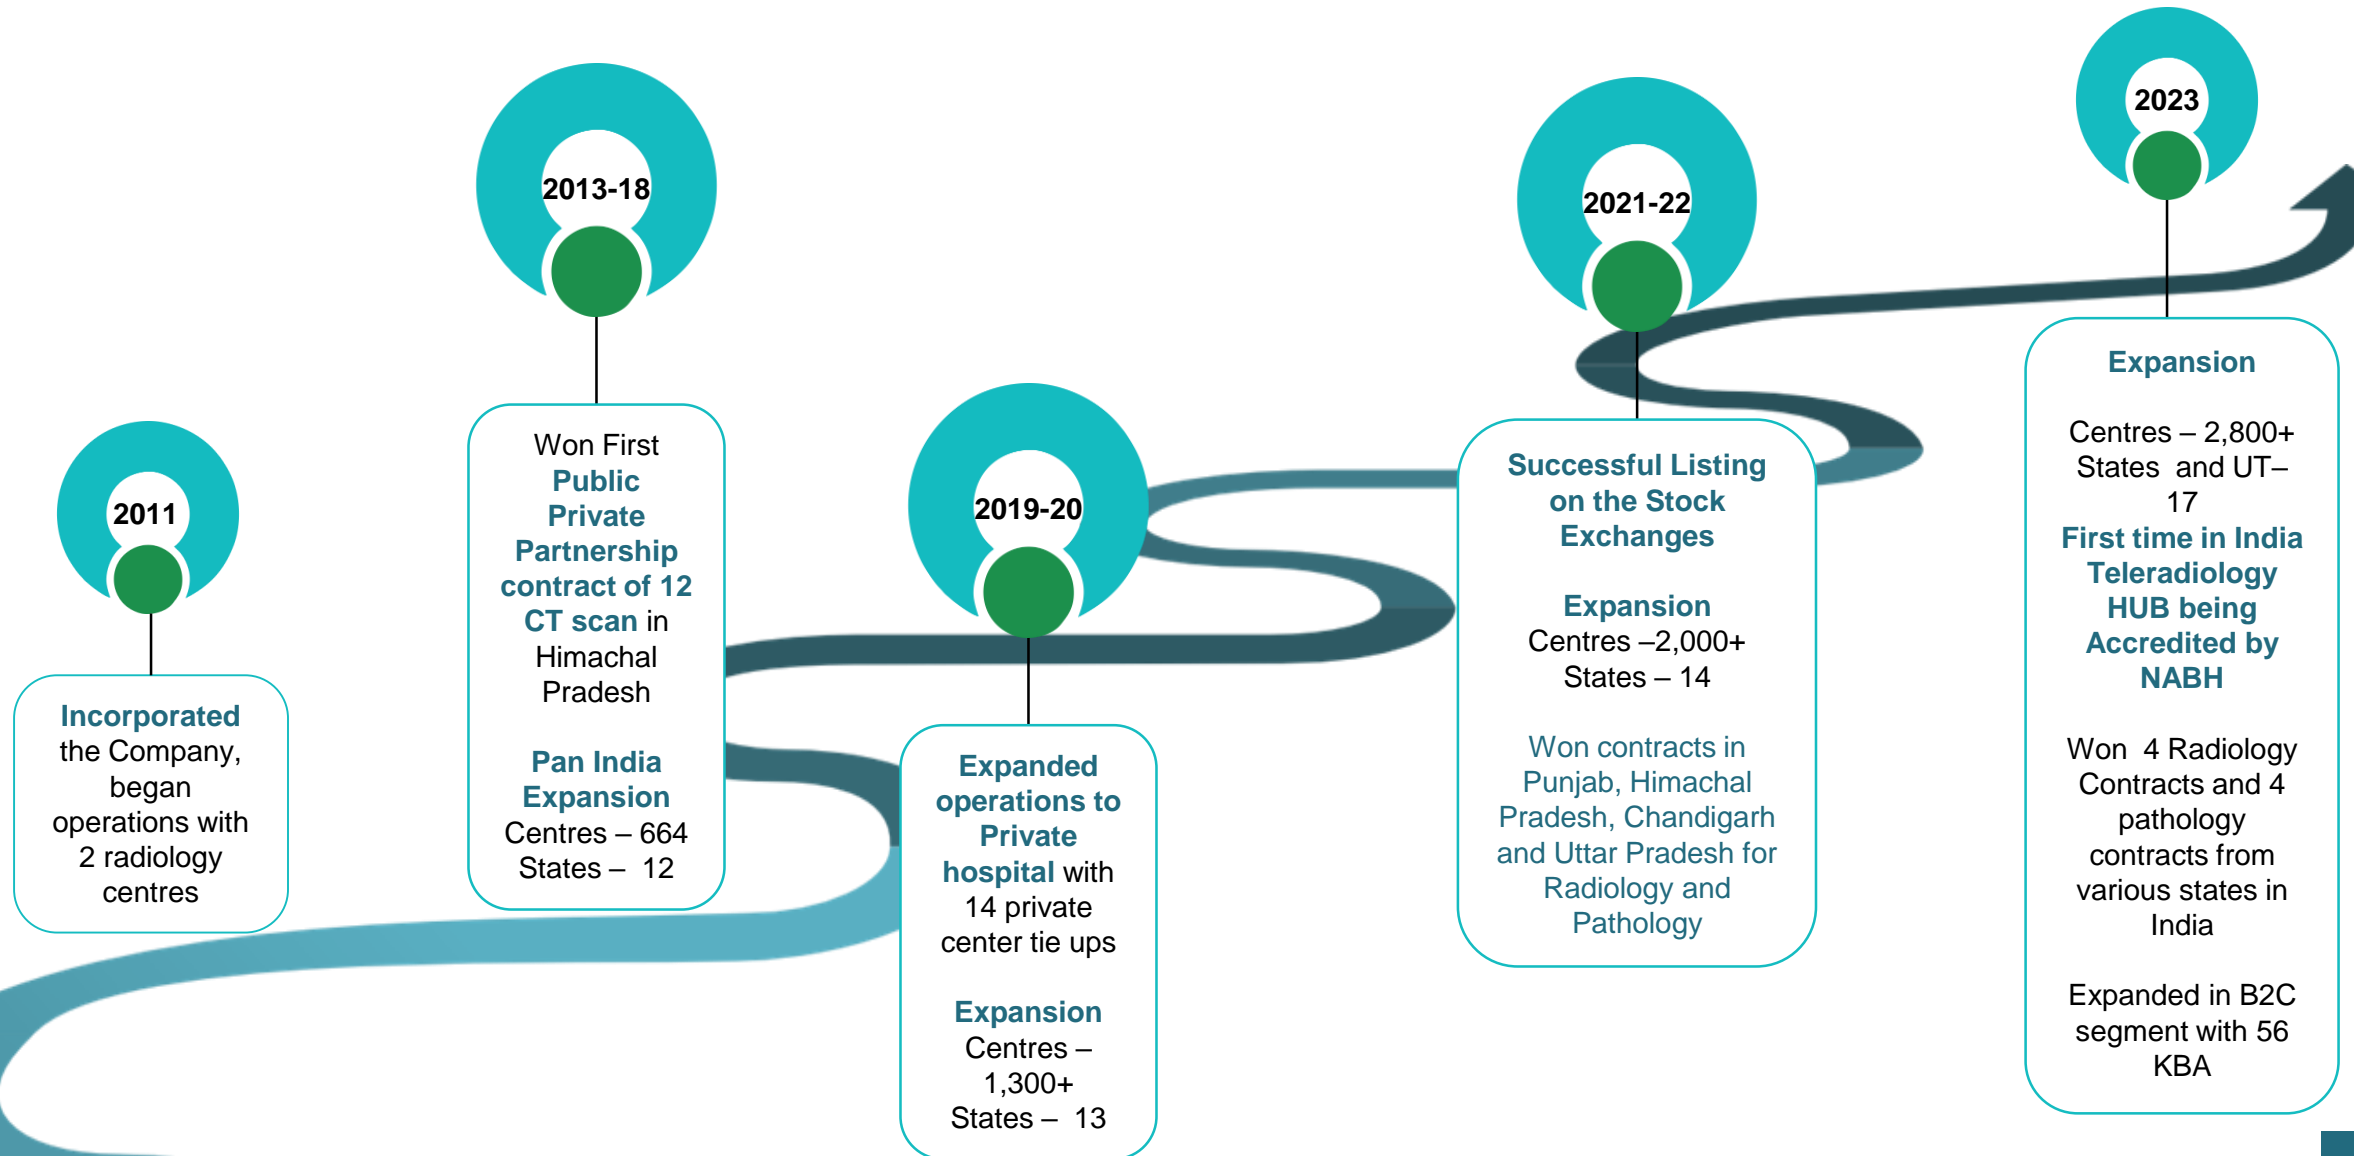 2011
Incorporated
the Company,
began
operations with
2 radiology
centres
2013-18
Won First
Public
Private
Partnership
contract of 12
CT scan in
Himachal
Pradesh
Pan India
Expansion
Centres – 664
States –  12
2019-20
Expanded
operations to
Private
hospital with
14 private
center tie ups
Expansion
Centres –
1,300+
States –  13
2021-22
Successful Listing
on the Stock
Exchanges
Expansion
Centres –2,000+
States – 14
Won contracts in
Punjab, Himachal
Pradesh, Chandigarh
and Uttar Pradesh for
Radiology and
Pathology
2023
Expansion
Centres – 2,800+
States  and UT–
17
First time in India
Teleradiology
HUB being
Accredited by
NABH
Won  4 Radiology
Contracts and 4
pathology
contracts from
various states in
India
Expanded in B2C
segment with 56
KBA